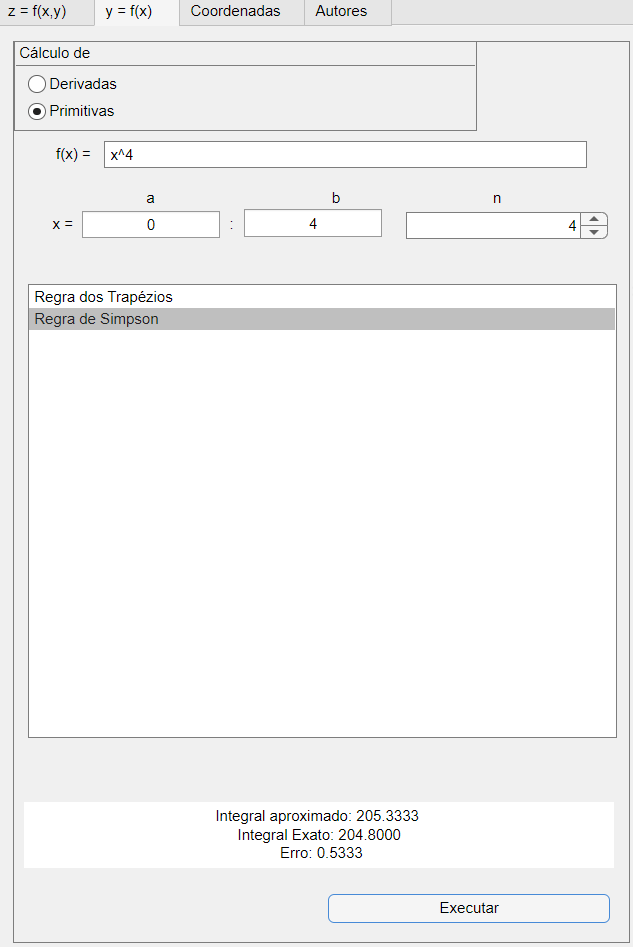 z = f(x,y) y = f(x) Coordenadas Autores
Cálculo de
Derivadas
Primitivas
f(x) = x^4
a b n
x = 0 : 4 4
Regra dos Trapézios
Regra de Simpson
Integral aproximado: 205.3333
Integral Exato: 204.8000
Erro: 0.5333
Executar